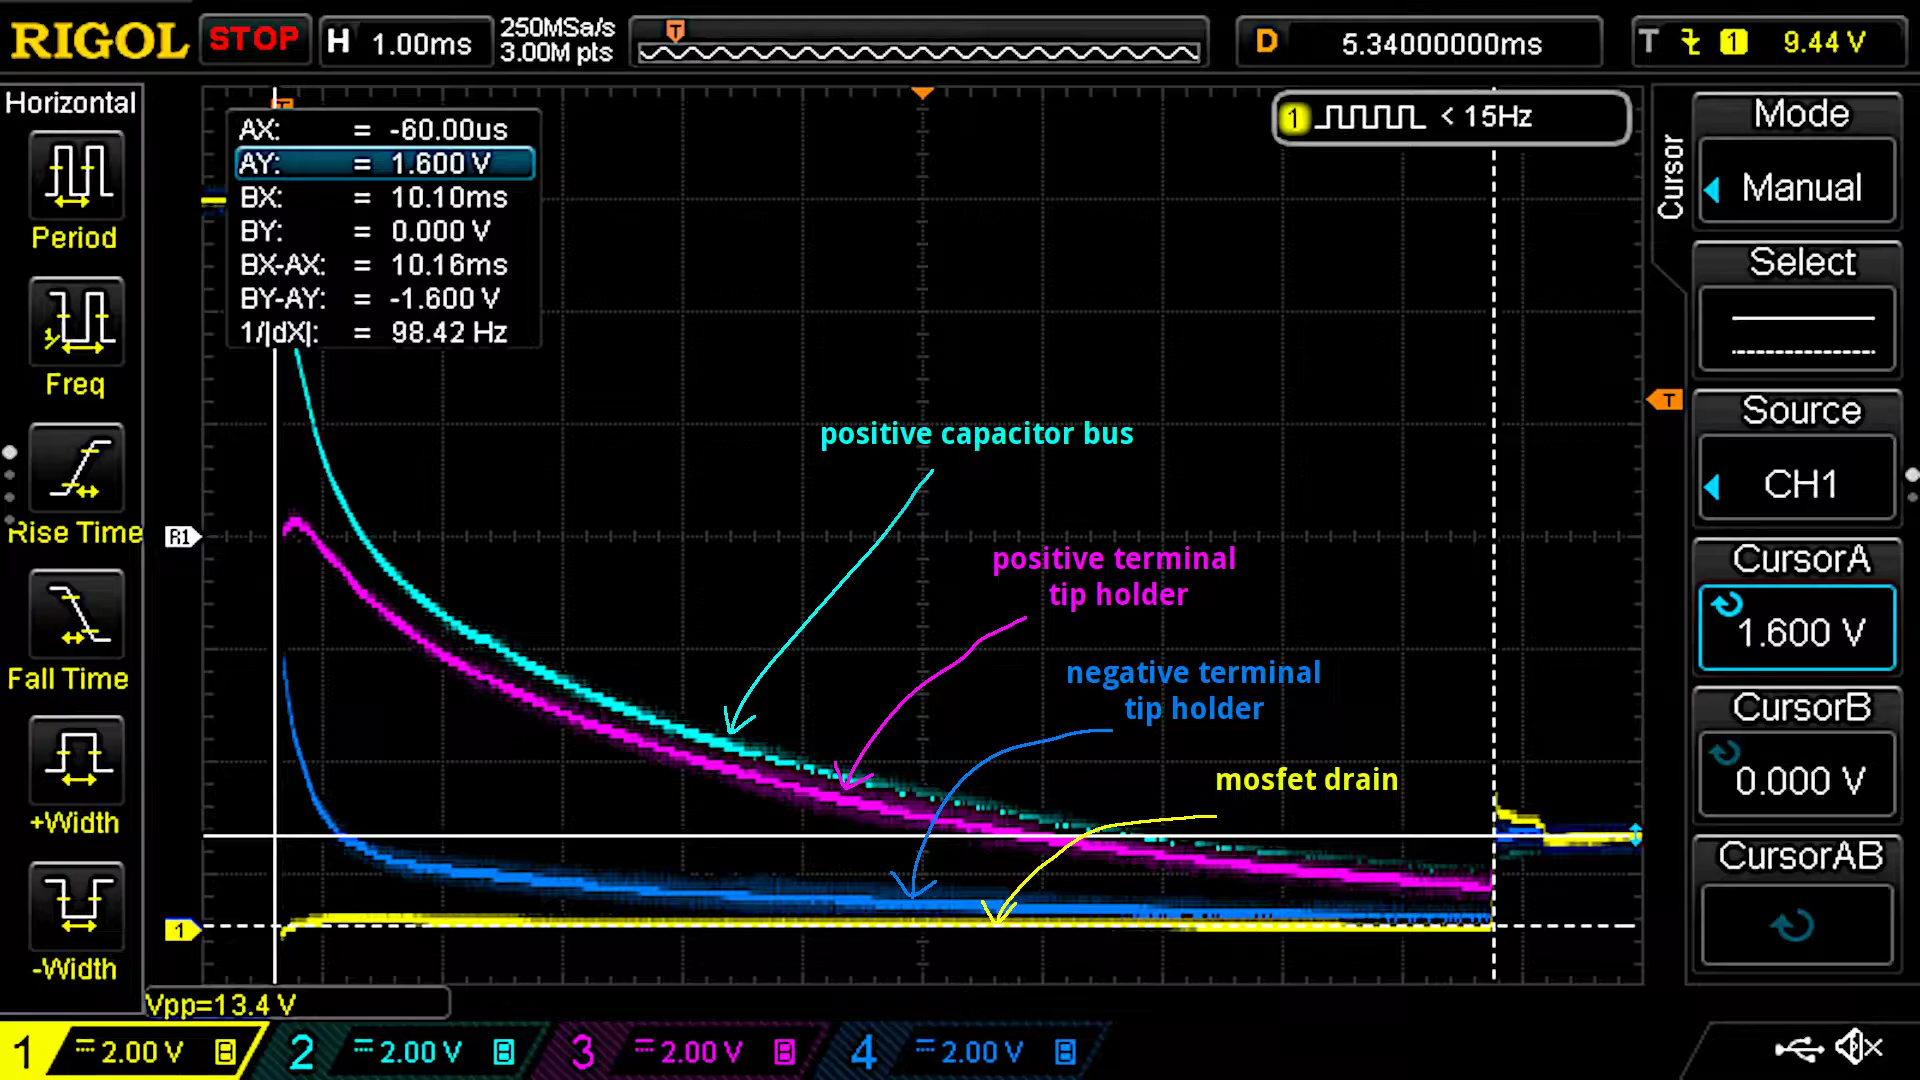 RIGOL STOP H 1.00ms 250MSa/s D 5.34000000ms T 1 9.44 V
3.00M pts
T
Horizontal
Period
Freq
Rise Time
Fall Time
+Width
-Width
T
AX: = -60.00us
AY: = 1.600 V
BX: = 10.10ms
BY: = 0.000 V
BX-AX: = 10.16ms
BY-AY: = -1.600 V
1/|dX|: = 98.42 Hz
1 < 15Hz
positive capacitor bus
positive terminal
tip holder
negative terminal
tip holder
mosfet drain
R1
1
T
Cursor
Mode
Manual
Select
Source
CH1
CursorA
1.600 V
CursorB
0.000 V
CursorAB
Vpp=13.4 V
1 2.00 V B 2 2.00 V B 3 2.00 V B 4 2.00 V B